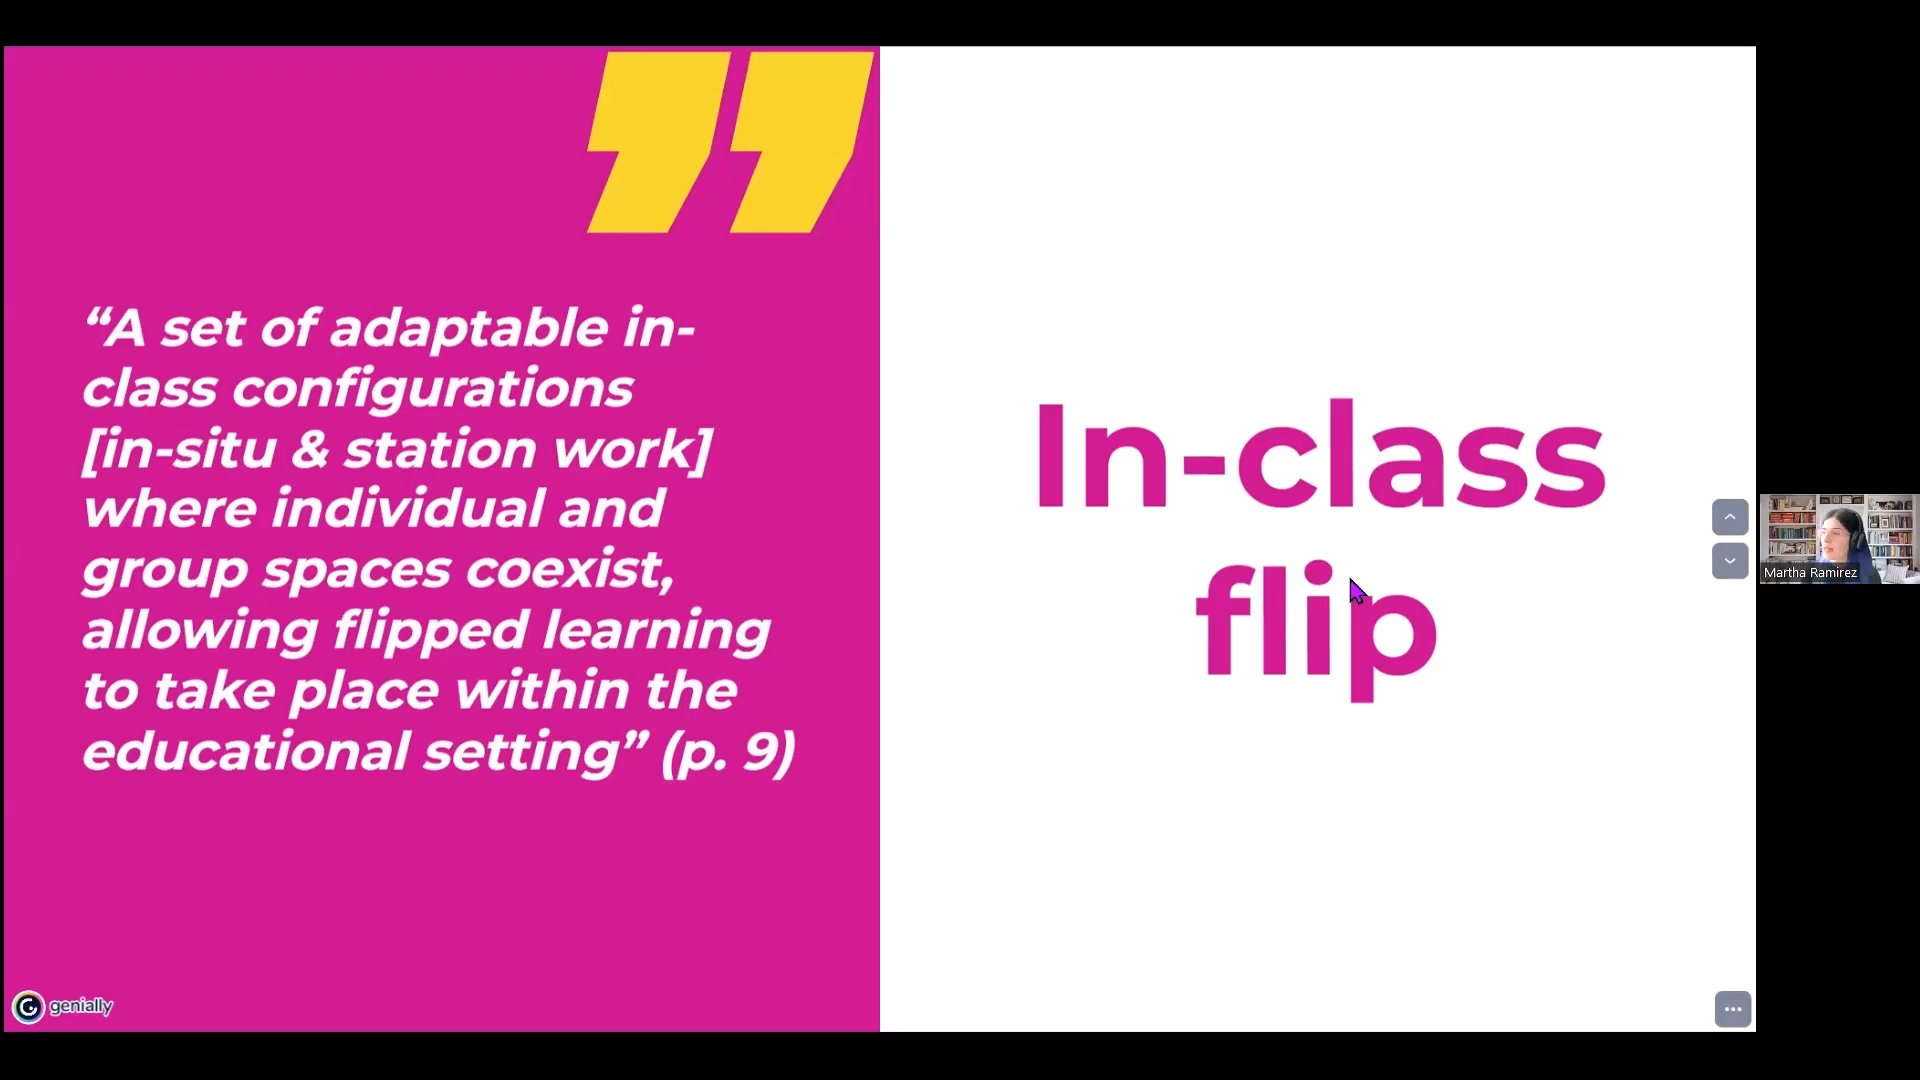 “A set of adaptable in-
class configurations
[in-situ & station work]
where individual and
group spaces coexist,
allowing flipped learning
to take place within the
educational setting” (p. 9)
In-class
flip
Martha Ramirez
genially